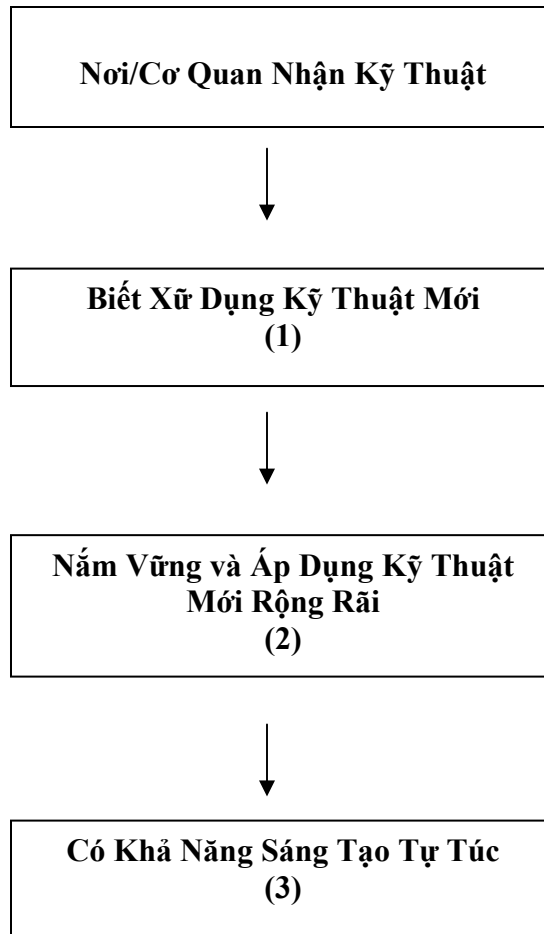 Nơi/Cơ Quan Nhận Kỹ Thuật
Biết Xữ Dụng Kỹ Thuật Mới
(1)
Nắm Vững và Áp Dụng Kỹ Thuật
Mới Rộng Rãi
(2)
Có Khả Năng Sáng Tạo Tự Túc
(3)